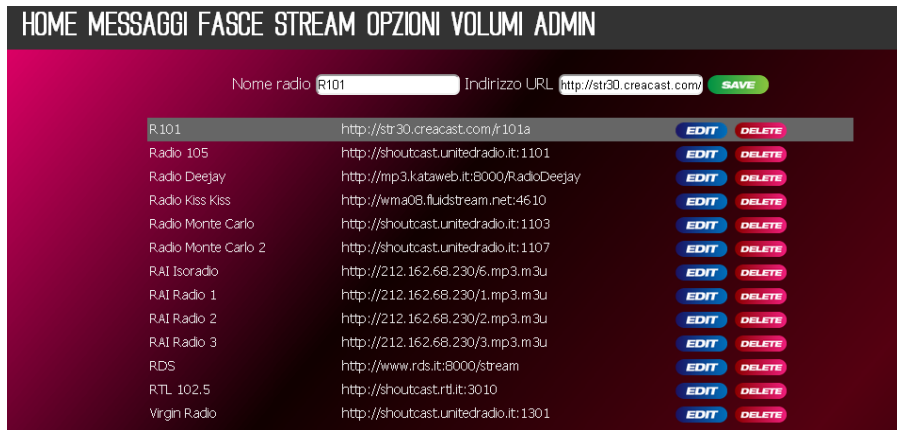 HOME MESSAGGI FASCE STREAM OPZIONI VOLUMI ADMIN
Nome radio R101 Indirizzo URL http://str30.creacast.com/ SAVE
R101 http://str30.creacast.com/r101a EDIT DELETE
Radio 105 http://shoutcast.unitedradio.it:1101 EDIT DELETE
Radio Deejay http://mp3.kataweb.it:8000/RadioDeejay EDIT DELETE
Radio Kiss Kiss http://wma08.fluidstream.net:4610 EDIT DELETE
Radio Monte Carlo http://shoutcast.unitedradio.it:1103 EDIT DELETE
Radio Monte Carlo 2 http://shoutcast.unitedradio.it:1107 EDIT DELETE
RAI Isoradio http://212.162.68.230/6.mp3.m3u EDIT DELETE
RAI Radio 1 http://212.162.68.230/1.mp3.m3u EDIT DELETE
RAI Radio 2 http://212.162.68.230/2.mp3.m3u EDIT DELETE
RAI Radio 3 http://212.162.68.230/3.mp3.m3u EDIT DELETE
RDS http://www.rds.it:8000/stream EDIT DELETE
RTL 102.5 http://shoutcast.rtl.it:3010 EDIT DELETE
Virgin Radio http://shoutcast.unitedradio.it:1301 EDIT DELETE